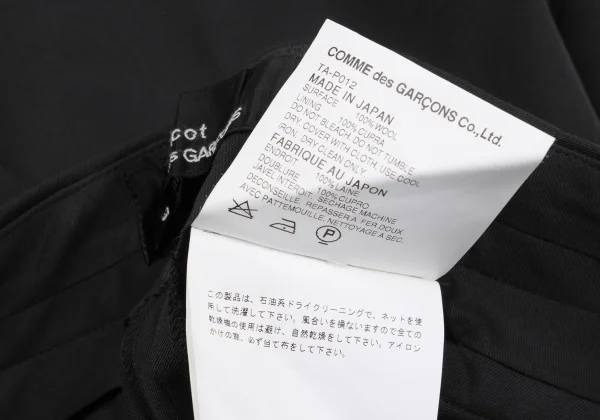 cot
S GARÇONS
COMME des GARÇONS Co., Ltd.
TA-P012
MADE IN JAPAN
SURFACE 100% WOOL
LINING 100% CUPRA
DO NOT BLEACH DO NOT TUMBLE
DRY. COVER WITH CLOTH. USE COOL
IRON. DRY CLEAN ONLY
FABRIQUE AU JAPON
ENDROIT 100% LAINE
DOUBLURE 100% CUPRO
JAVEL INTERDIT. SECHAGE MACHINE
DECONSEILLE. REPASSER A FER DOUX
AVEC PATTEMOUILLE. NETTOYAGE A SEC.
P
この製品は、石油系ドライクリーニングで、ネットを使
用して洗濯して下さい。風合いを損ないますので全ての
乾燥機の使用は避け、自然乾燥をして下さい。アイロン
かけの際、必ず当て布をして下さい。